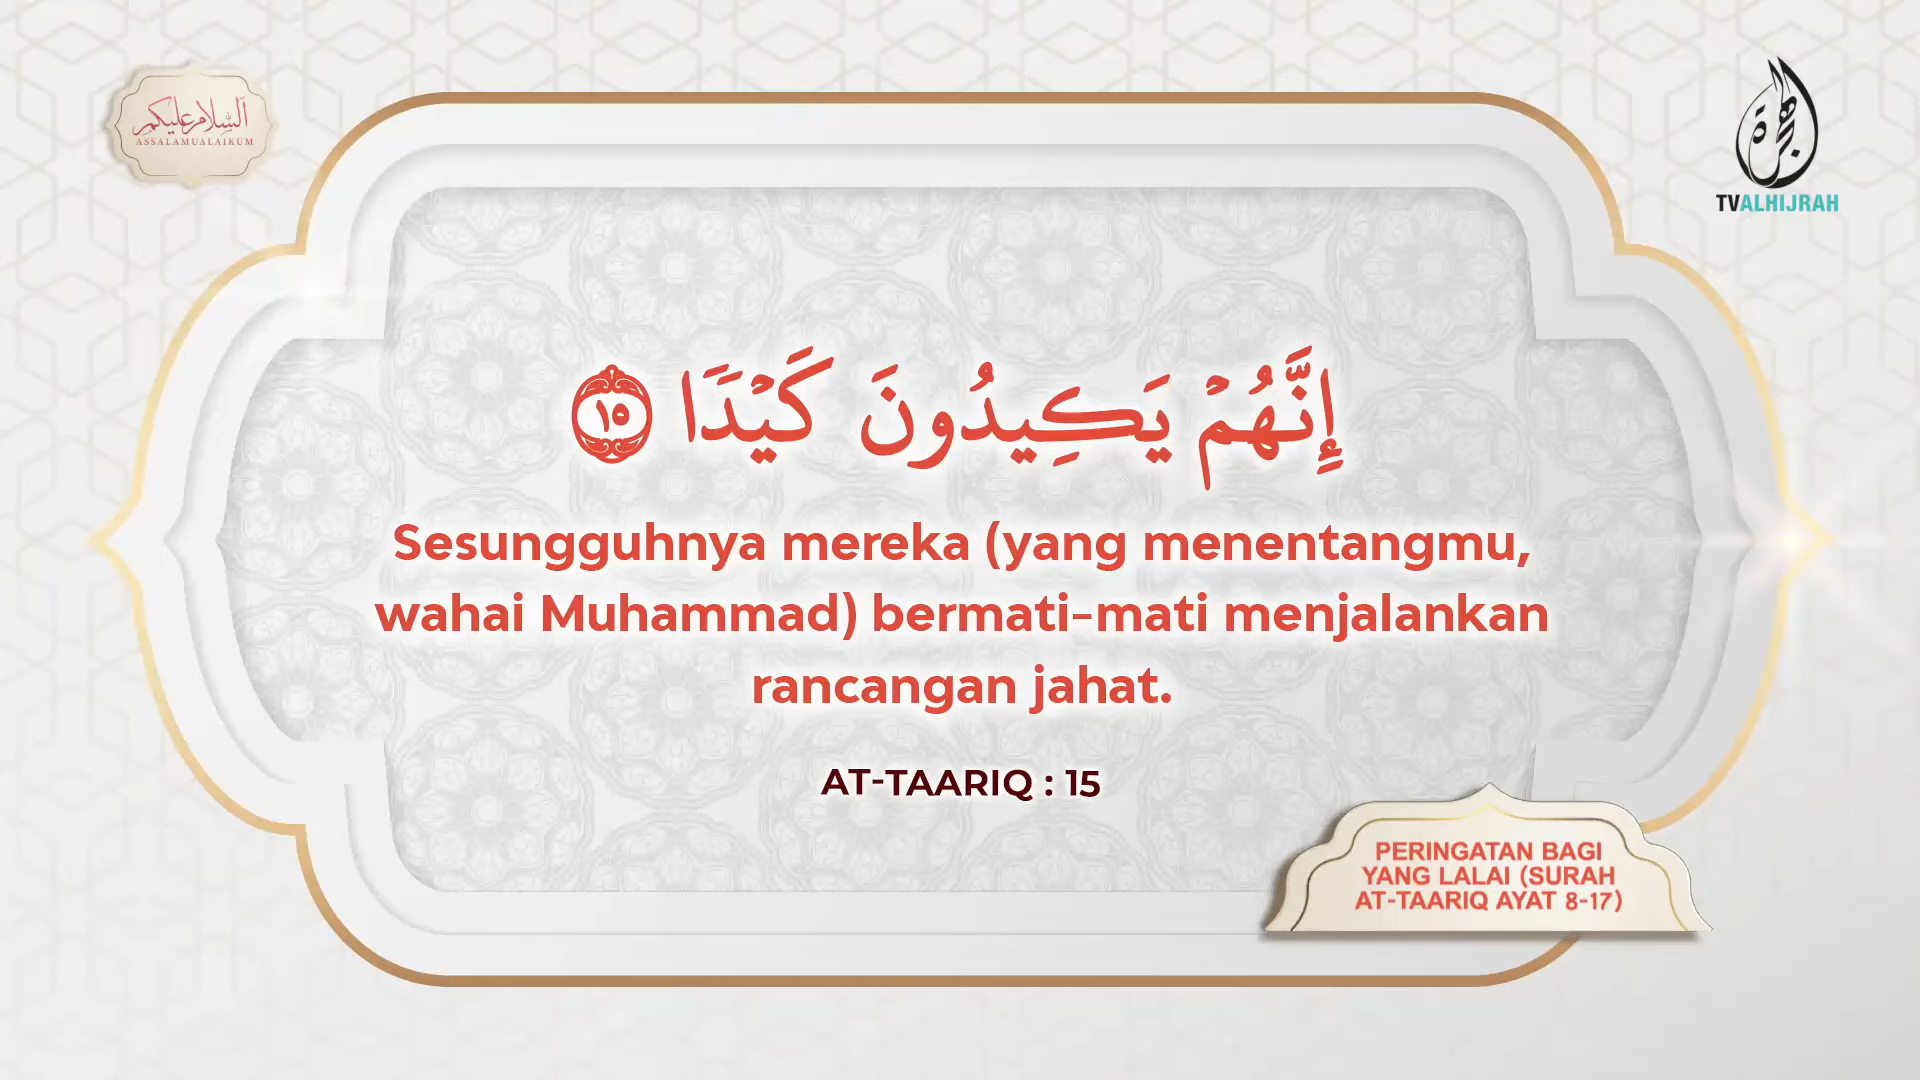 السلام عليكم
ASSALAMUALAIKUM
الهجرة
TVALHIJRAH
إِنَّهُمْ يَكِيدُونَ كَيْدًا ١٥
Sesungguhnya mereka (yang menentangmu,
wahai Muhammad) bermati-mati menjalankan
rancangan jahat.
AT-TAARIQ : 15
PERINGATAN BAGI
YANG LALAI (SURAH
AT-TAARIQ AYAT 8-17)